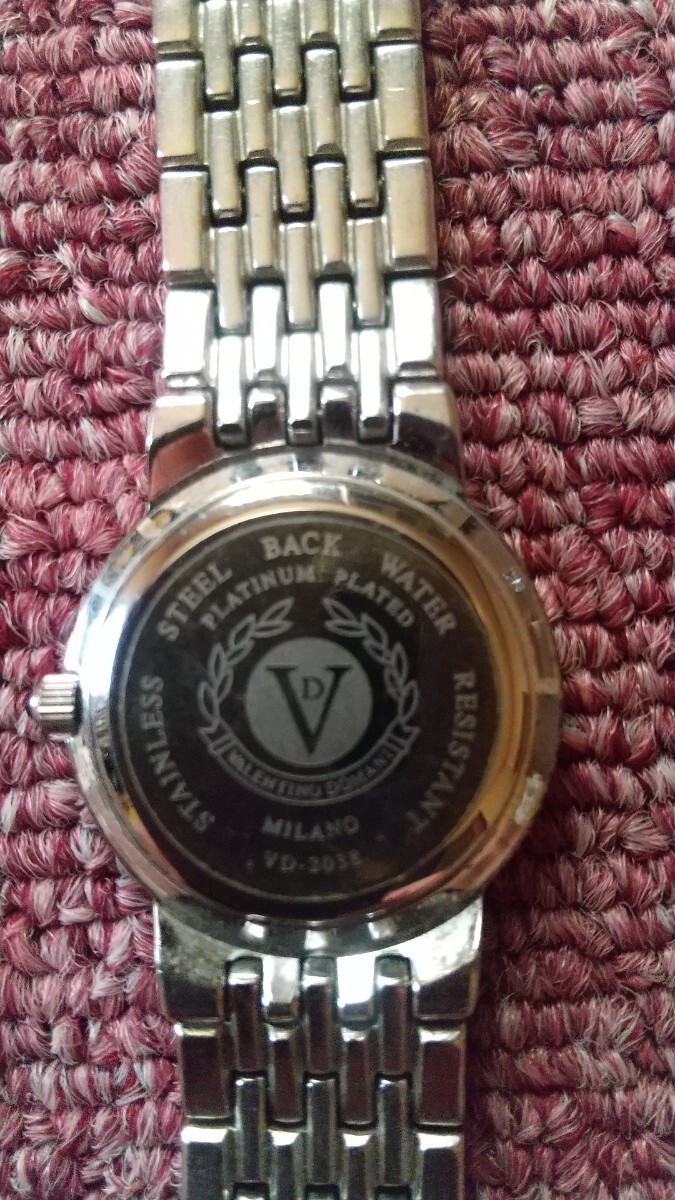 STAINLESS STEEL BACK WATER RESISTANT
PLATINUM PLATED
VD
VALENTINO DOMANI
MILANO